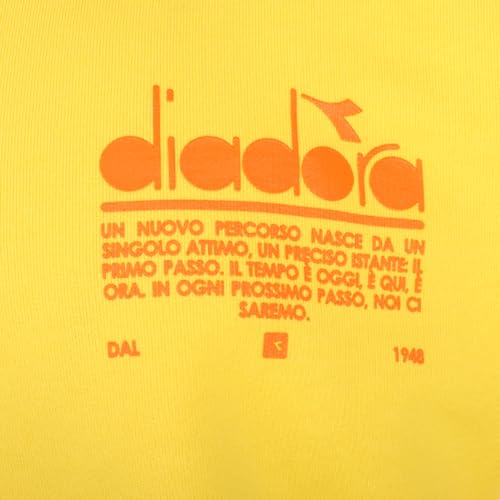 diadora
UN NUOVO PERCORSO NASCE DA UN
SINGOLO ATTIMO, UN PRECISO ISTANTE: IL
PRIMO PASSO. IL TEMPO È OGGI, È QUI, È
ORA. IN OGNI PROSSIMO PASSO, NOI CI
SAREMO.
DAL 1948